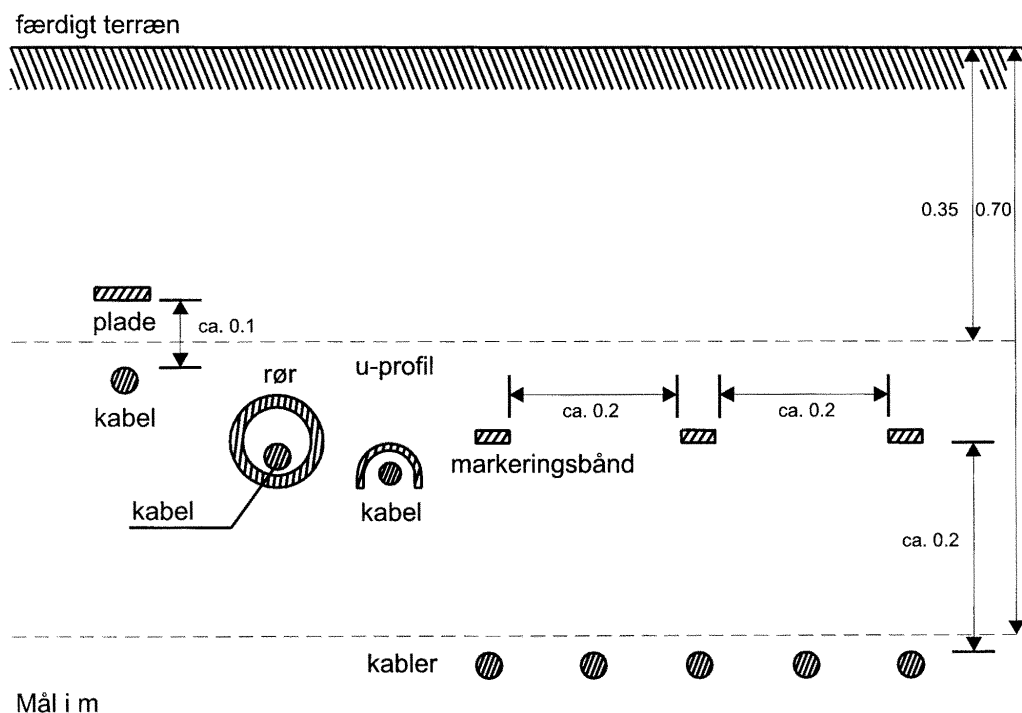 færdigt terræn
0.35
0.70
plade
ca. 0.1
kabel
rør
u-profil
ca. 0.2
ca. 0.2
markeringsbånd
kabel
kabel
ca. 0.2
kabler
Mål i m